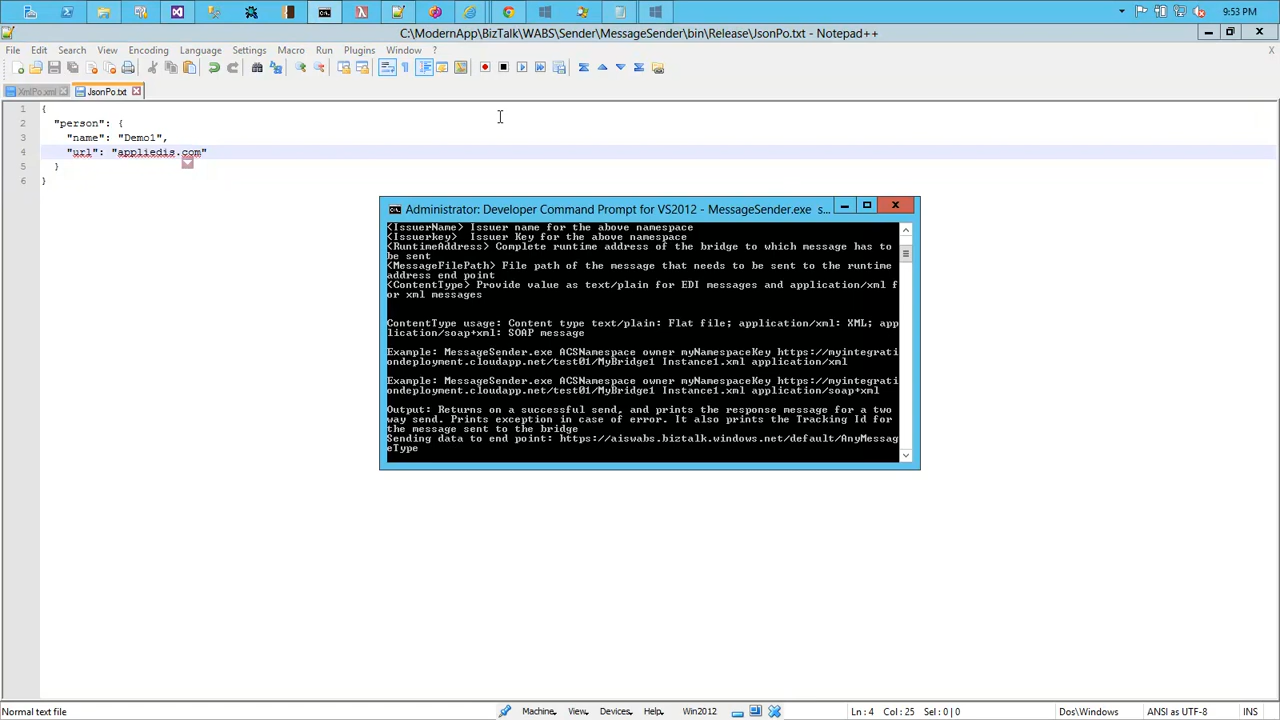 9:53 PM
C:\ModernApp\BizTalk\WABS\Sender\MessageSender\bin\Release\JsonPo.txt - Notepad++
File Edit Search View Encoding Language Settings Macro Run Plugins Window ?
X
XmlPo.xml JsonPo.txt
1 {
2 "person": {
3 "name": "Demo1",
4 "url": "appliedis.com"
5 }
6 }
Administrator: Developer Command Prompt for VS2012 - MessageSender.exe s...
<IssuerName> Issuer name for the above namespace
<Issuerkey> Issuer Key for the above namespace
<RuntimeAddress> Complete runtime address of the bridge to which message has to
be sent
<MessageFilePath> File path of the message that needs to be sent to the runtime
address end point
<ContentType> Provide value as text/plain for EDI messages and application/xml f
or xml messages
ContentType usage: Content type text/plain: Flat file; application/xml: XML; app
lication/soap+xml: SOAP message
Example: MessageSender.exe ACSNamespace owner myNamespaceKey https://myintegrati
ondeployment.cloudapp.net/test01/MyBridge1 Instance1.xml application/xml
Example: MessageSender.exe ACSNamespace owner myNamespaceKey https://myintegrati
ondeployment.cloudapp.net/test01/MyBridge1 Instance1.xml application/soap+xml
Output: Returns on a successful send, and prints the response message for a two
way send. Prints exception in case of error. It also prints the Tracking Id for
the message sent to the bridge
Sending data to end point: https://aiswabs.biztalk.windows.net/default/AnyMessag
eType
Normal text file Machine View Devices Help Win2012 Ln : 4 Col : 25 Sel : 0 | 0 Dos\Windows ANSI as UTF-8 INS